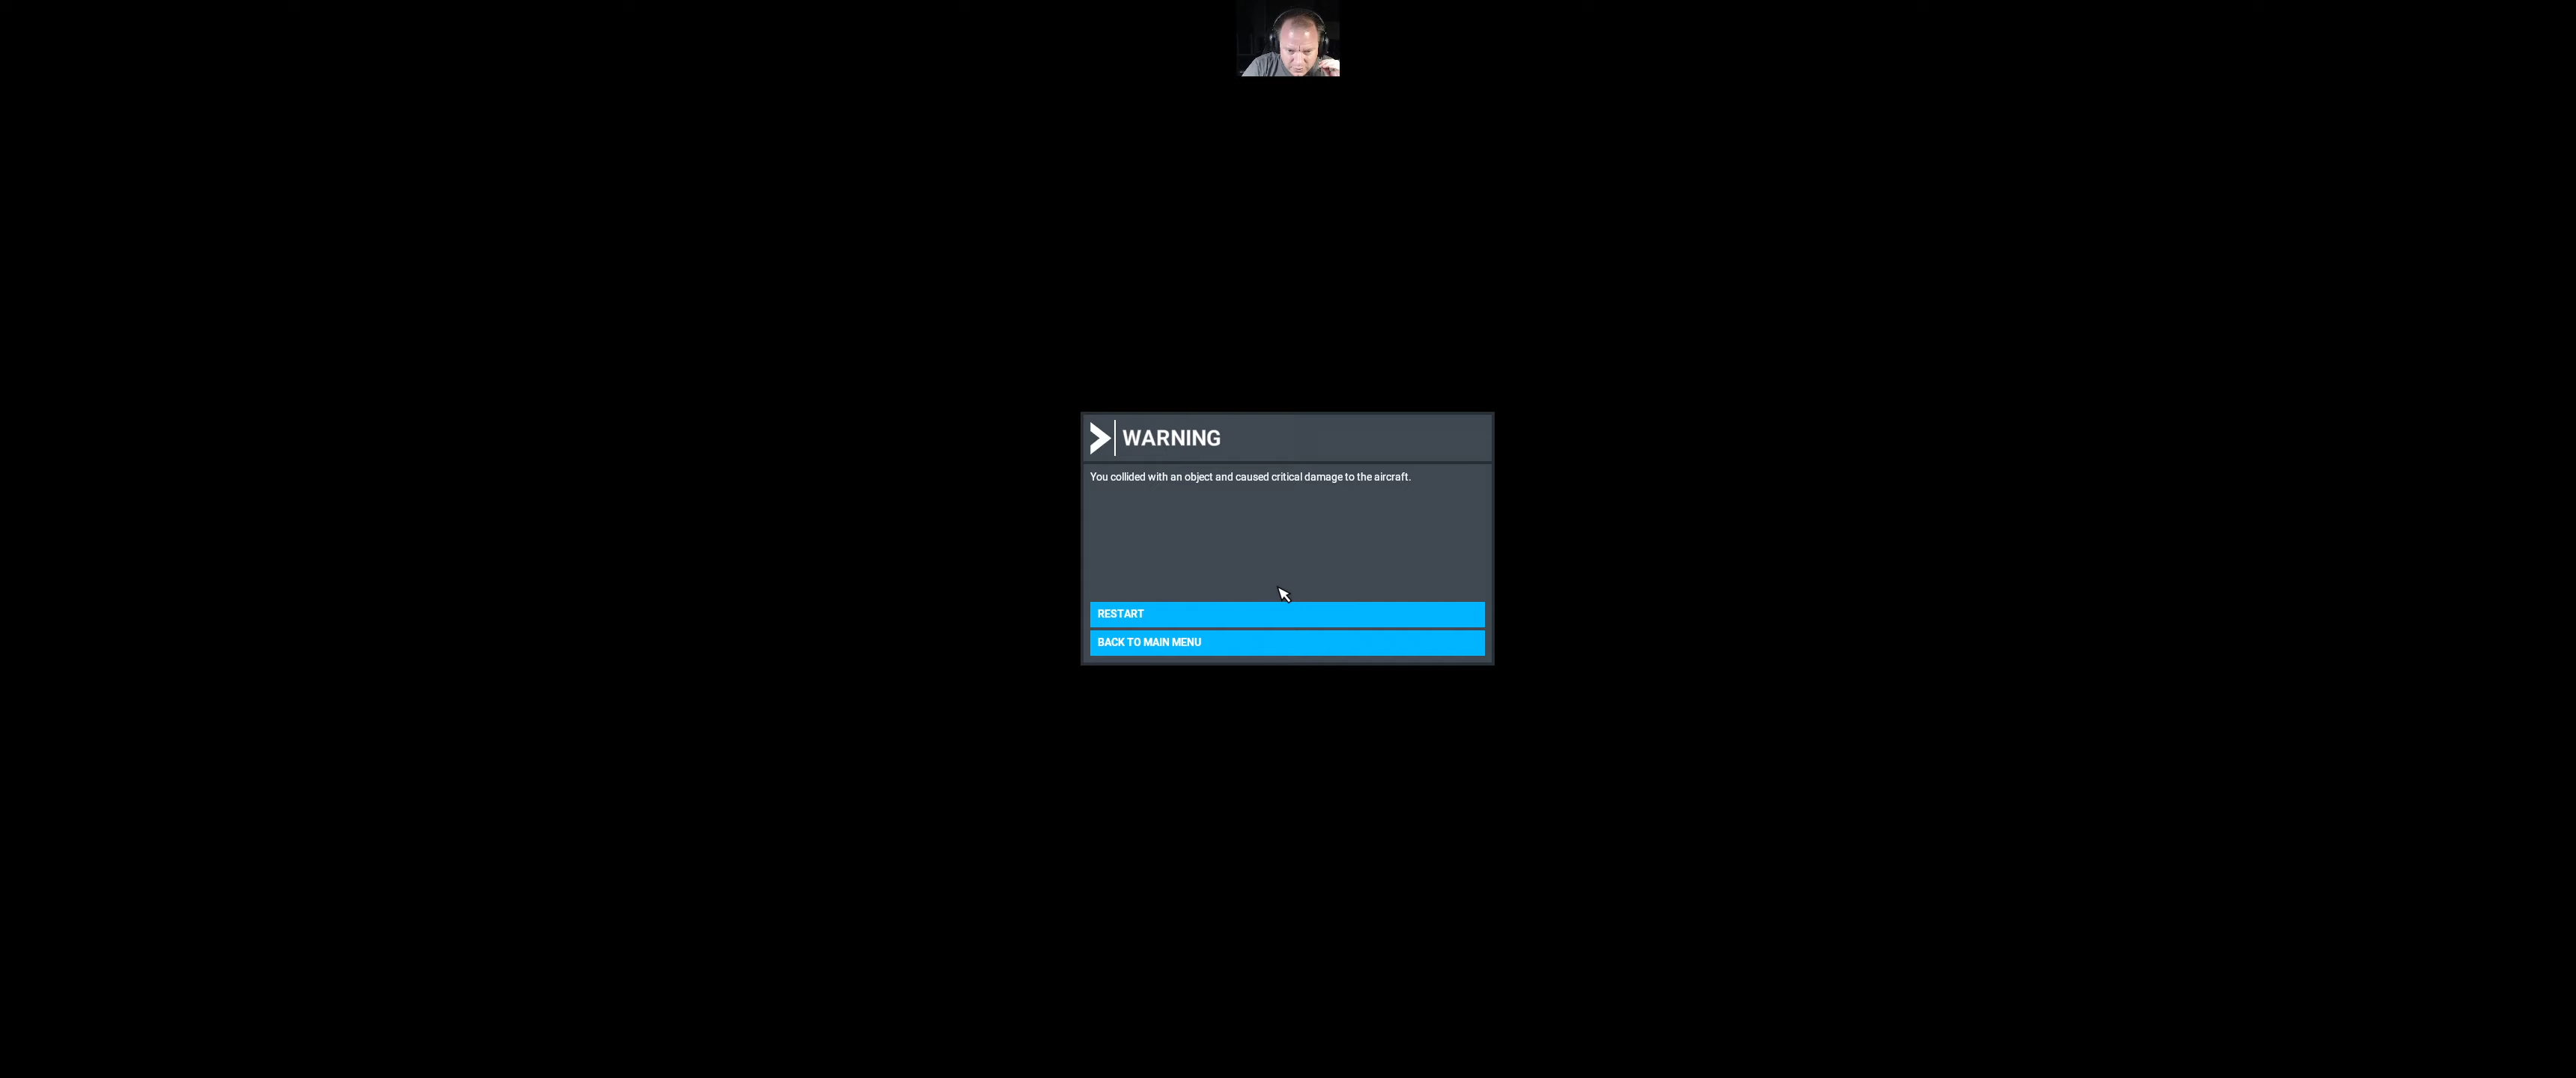 WARNING
You collided with an object and caused critical damage to the aircraft.
RESTART
BACK TO MAIN MENU